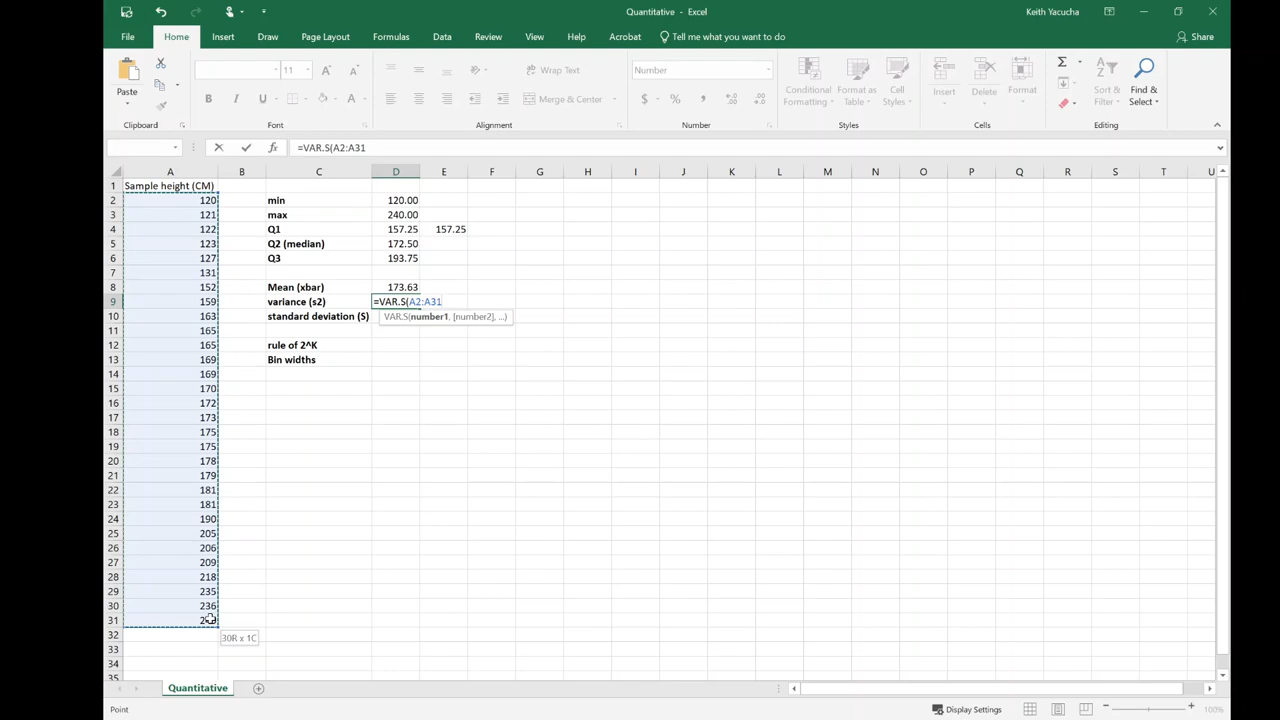 Quantitative - Excel
Keith Yacucha
File Home Insert Draw Page Layout Formulas Data Review View Help Acrobat Tell me what you want to do Share
Paste
11
Wrap Text
Merge & Center
Number
$ % ,
Conditional Formatting
Format as Table
Cell Styles
Insert
Delete
Format
Sort & Filter
Find & Select
Clipboard Font Alignment Number Styles Cells Editing
fx =VAR.S(A2:A31
A B C D E F G H I J K L M N O P Q R S T U
1 Sample height (CM)
2 120 min 120.00
3 121 max 240.00
4 122 Q1 157.25 157.25
5 123 Q2 (median) 172.50
6 127 Q3 193.75
7 131
8 152 Mean (xbar) 173.63
9 159 variance (s2) =VAR.S(A2:A31
10 163 standard deviation (S) VAR.S(number1, [number2], ...)
11 165
12 165 rule of 2^K
13 169 Bin widths
14 169
15 170
16 172
17 173
18 175
19 175
20 178
21 179
22 181
23 181
24 190
25 205
26 206
27 209
28 218
29 235
30 236
31
32 30R x 1C
33
34
35
Quantitative
Point
Display Settings
100%